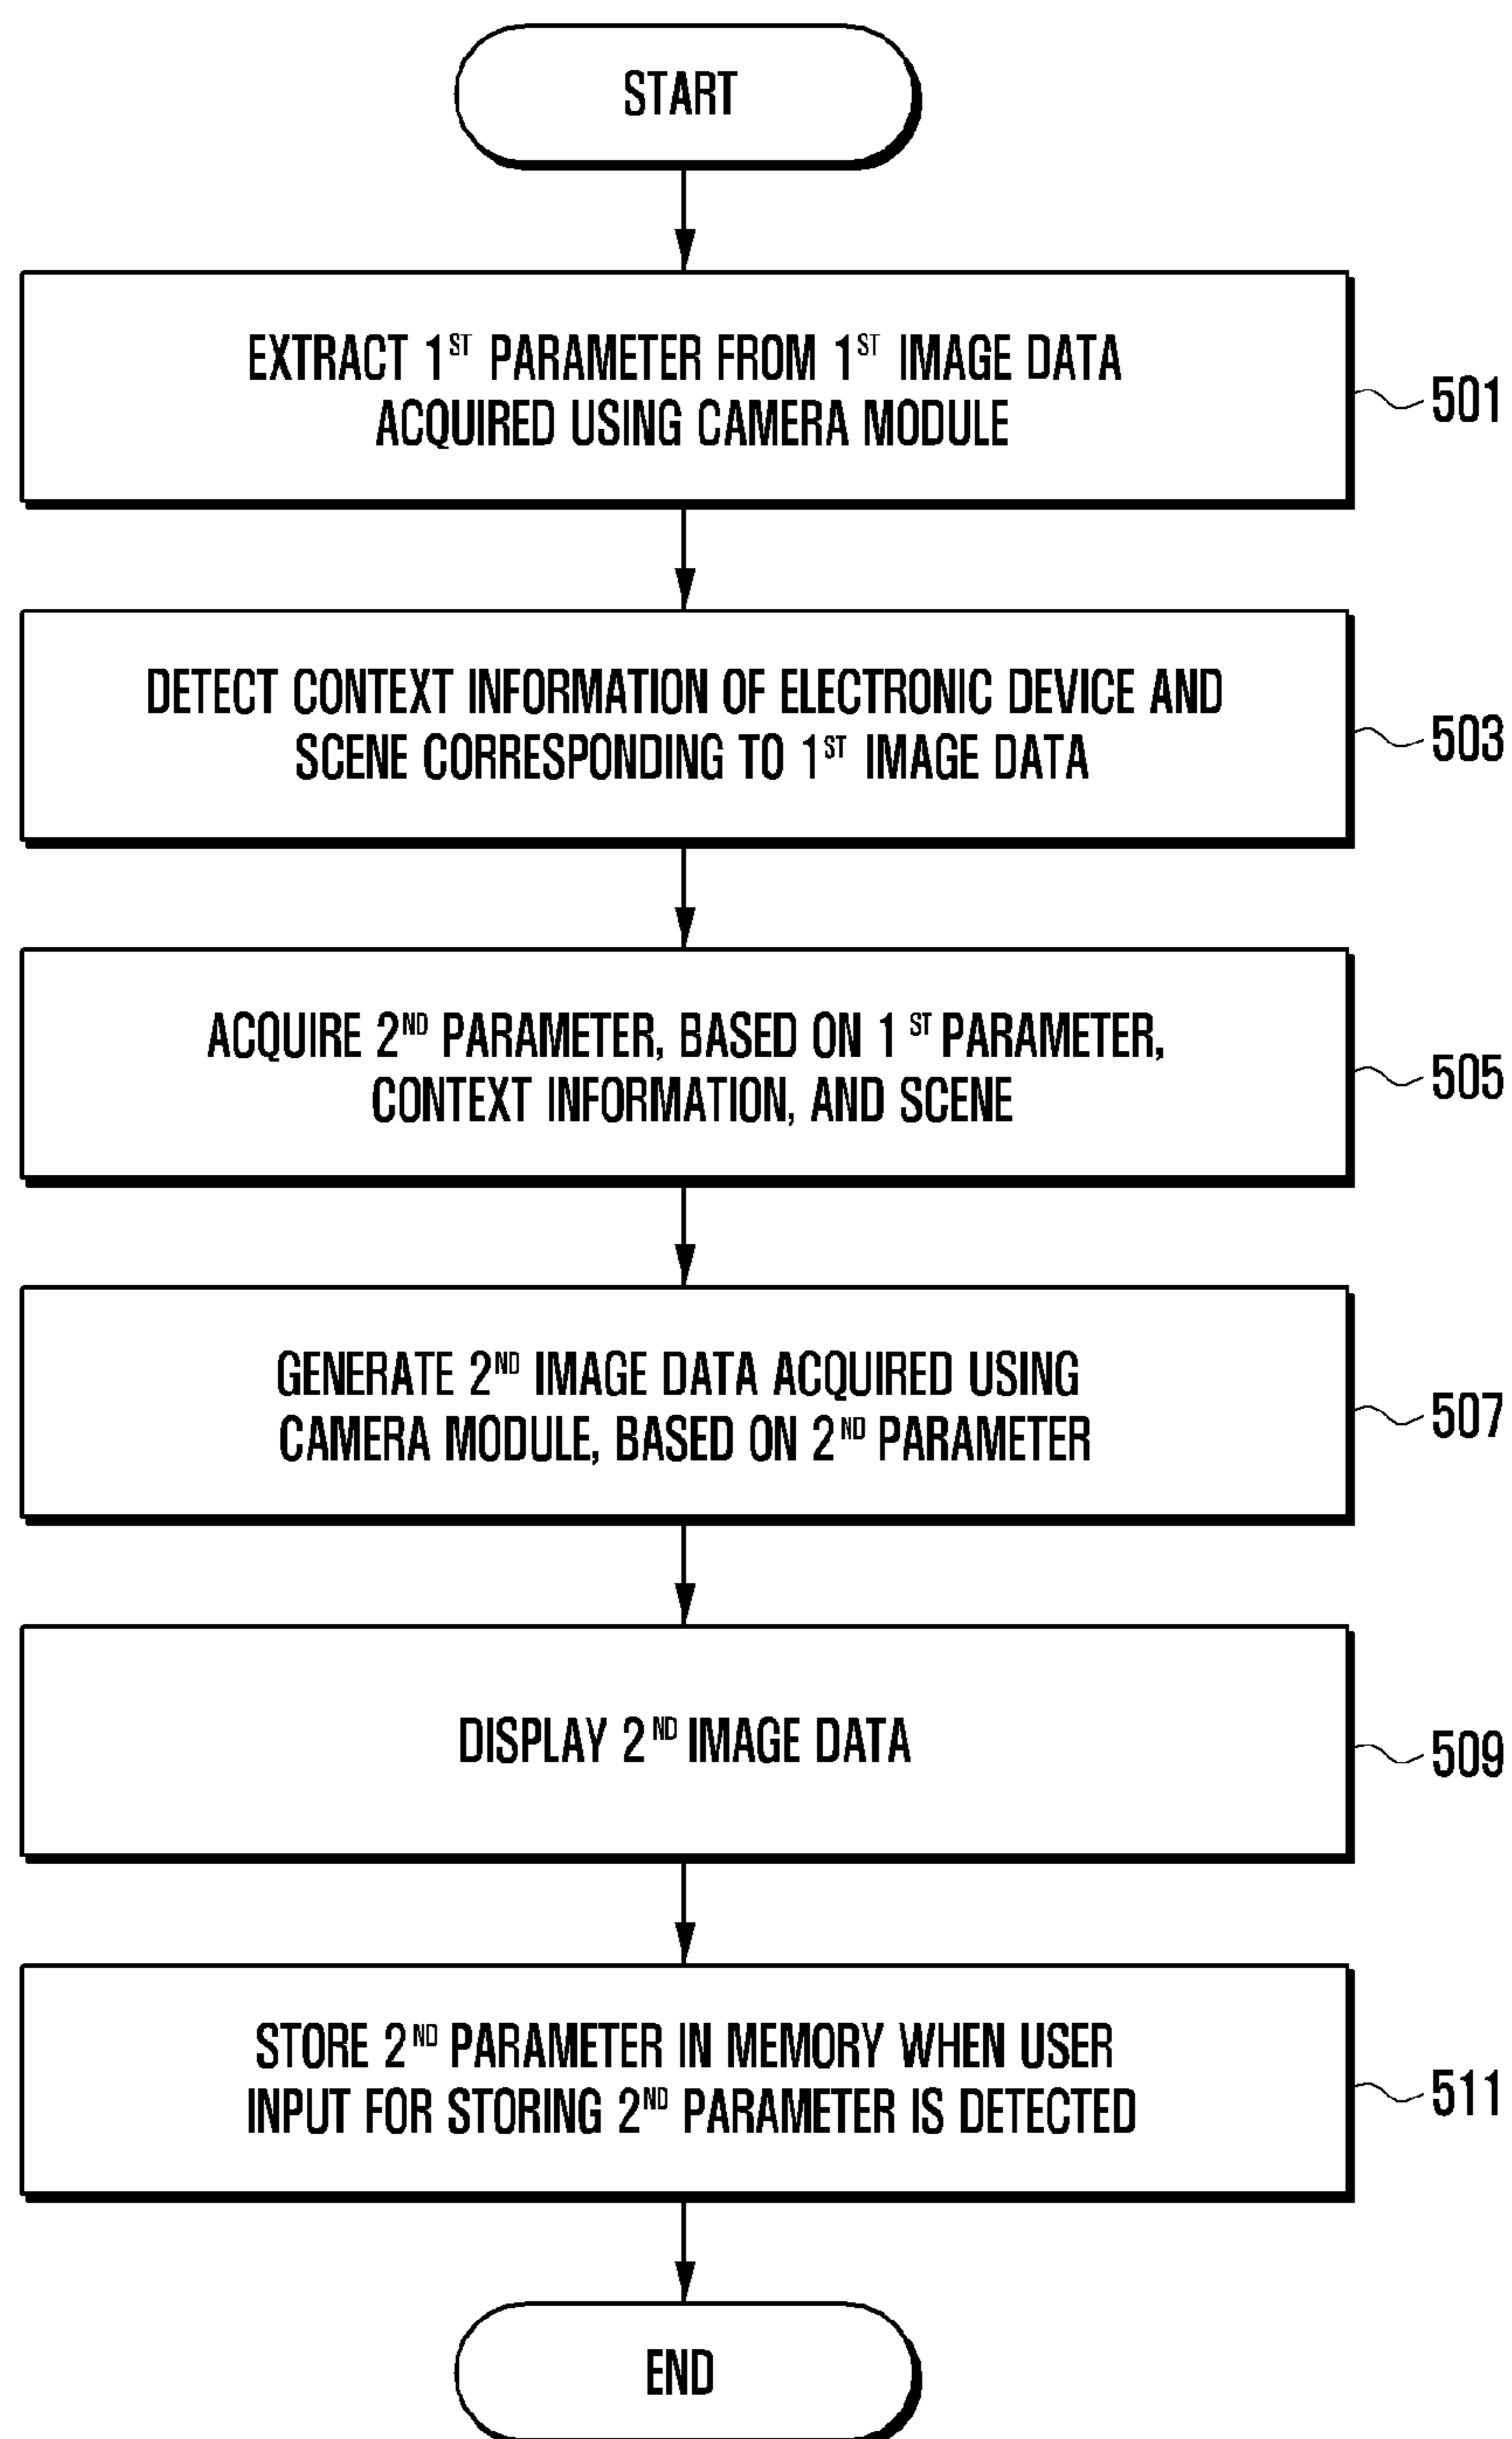 START
EXTRACT 1ST PARAMETER FROM 1ST IMAGE DATA
ACQUIRED USING CAMERA MODULE
501
DETECT CONTEXT INFORMATION OF ELECTRONIC DEVICE AND
SCENE CORRESPONDING TO 1ST IMAGE DATA
503
ACQUIRE 2ND PARAMETER, BASED ON 1 ST PARAMETER,
CONTEXT INFORMATION, AND SCENE
505
GENERATE 2ND IMAGE DATA ACQUIRED USING
CAMERA MODULE, BASED ON 2ND PARAMETER
507
DISPLAY 2ND IMAGE DATA
509
STORE 2ND PARAMETER IN MEMORY WHEN USER
INPUT FOR STORING 2ND PARAMETER IS DETECTED
511
END